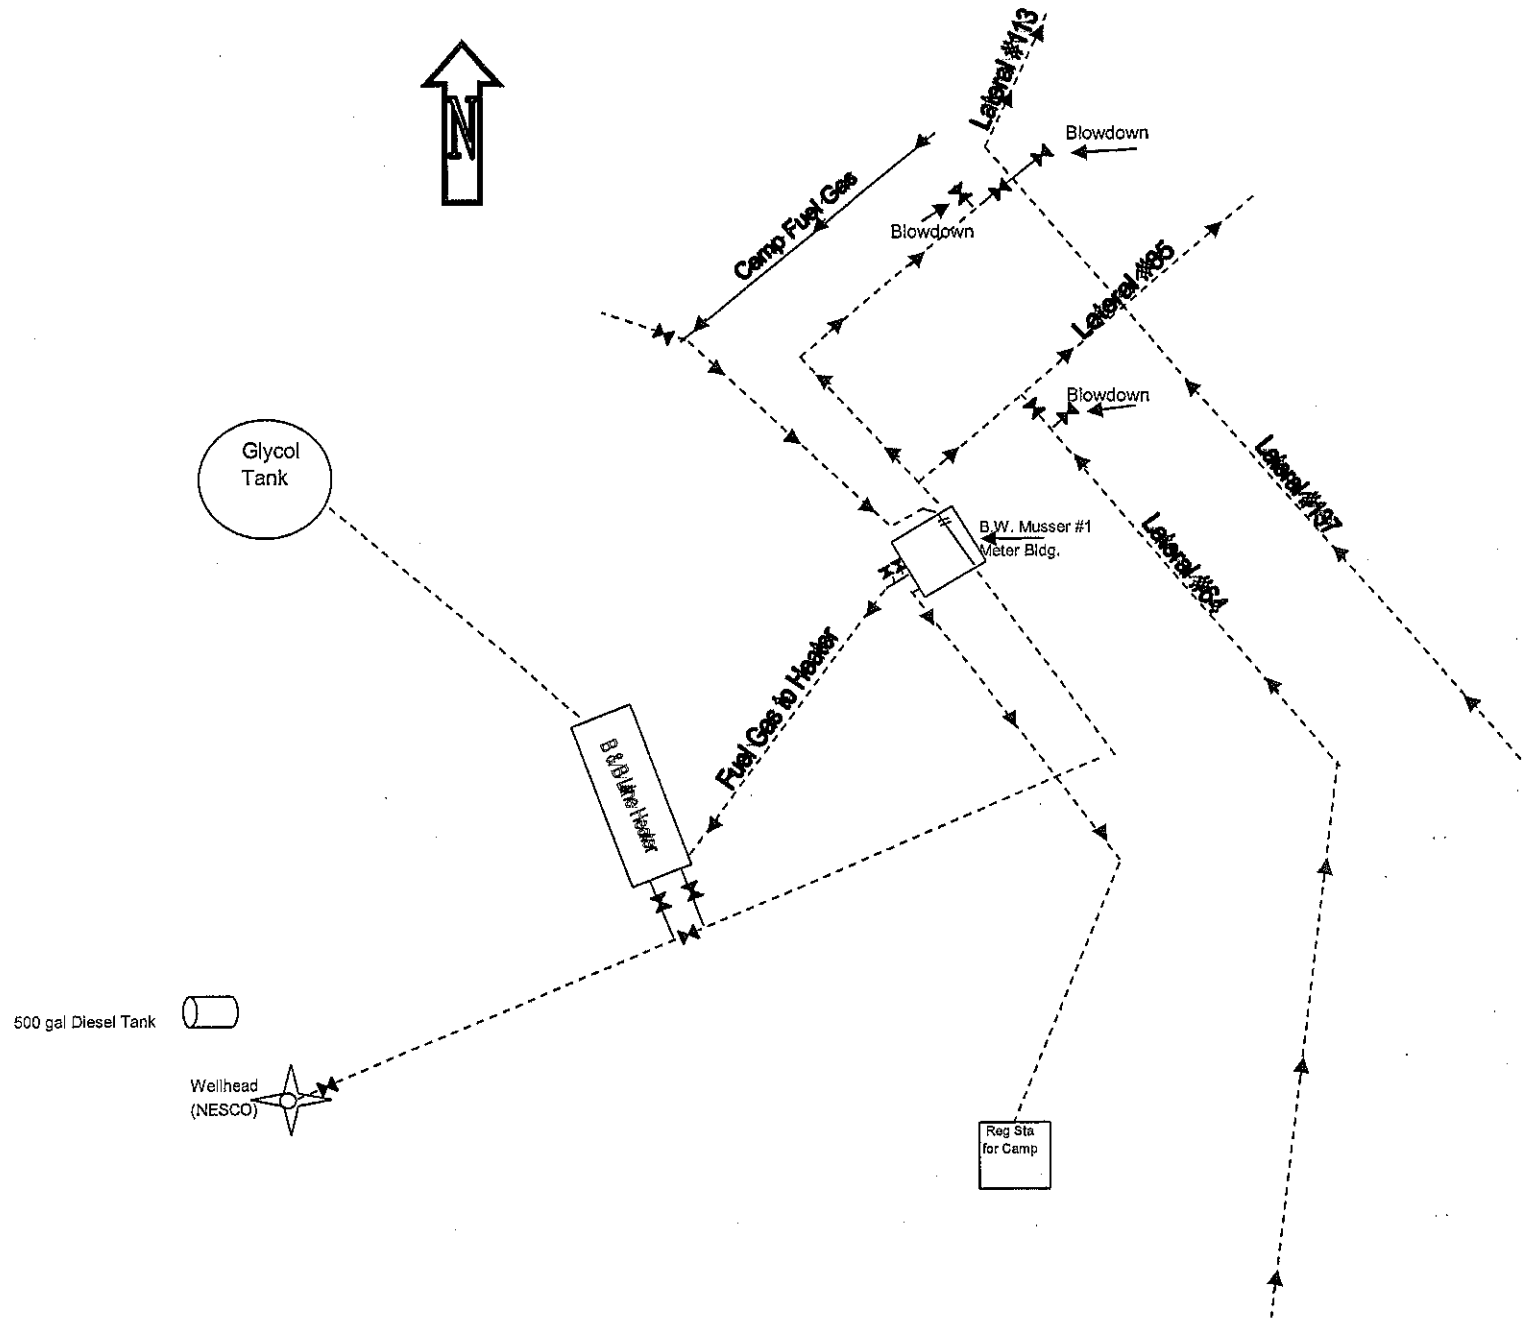 N
Lateral #113
Blowdown
Camp Fuel Gas
Blowdown
Lateral #85
Blowdown
Glycol
Tank
Lateral
B.W. Musser #1
Meter Bldg.
Lateral #64
Fuel Gas to Heater
B & B Line Heater
500 gal Diesel Tank
Wellhead
(NESCO)
Reg Sta
for Camp